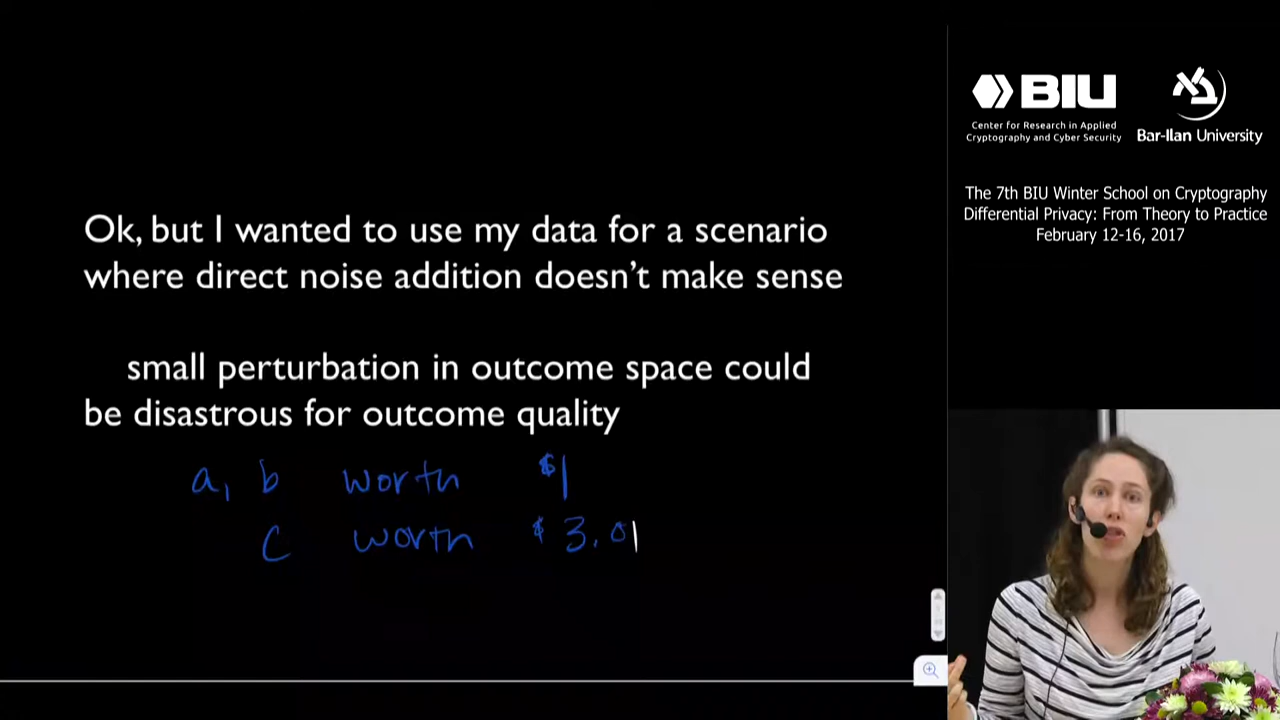 Ok, but I wanted to use my data for a scenario
where direct noise addition doesn't make sense
small perturbation in outcome space could
be disastrous for outcome quality
a, b worth $1
c worth $3.01
BIU
Center for Research in Applied
Cryptography and Cyber Security
Bar-Ilan University
The 7th BIU Winter School on Cryptography
Differential Privacy: From Theory to Practice
February 12-16, 2017